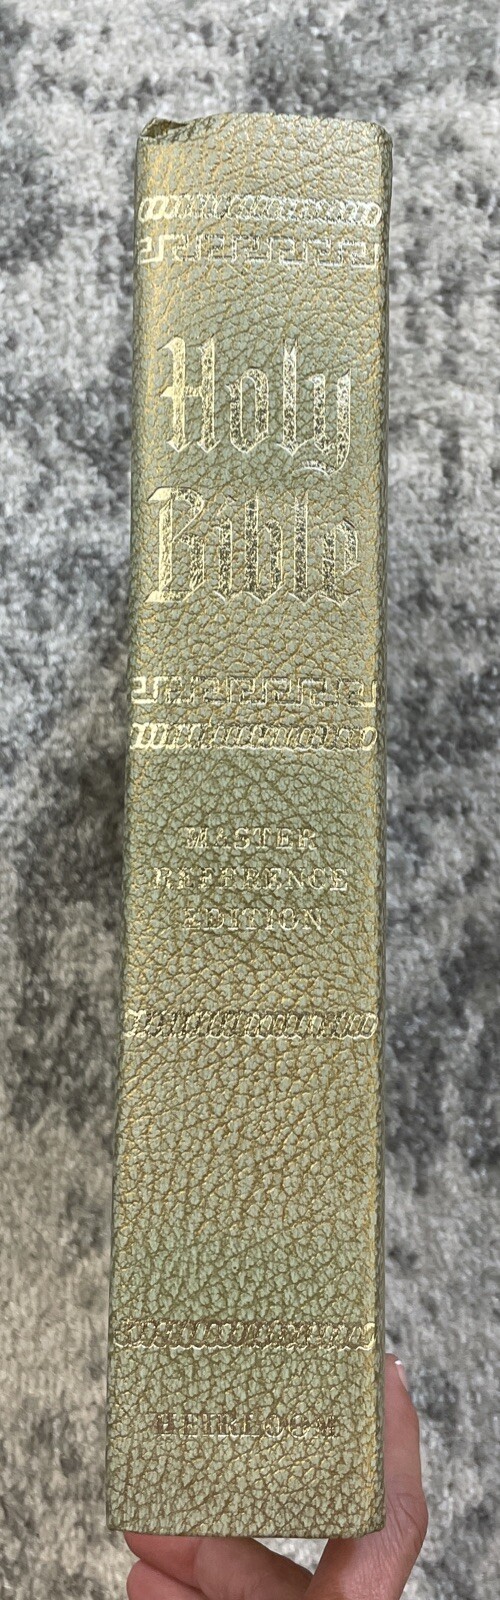 Holy
Bible
MASTER
REFERENCE
EDITION
HEIRLOOM